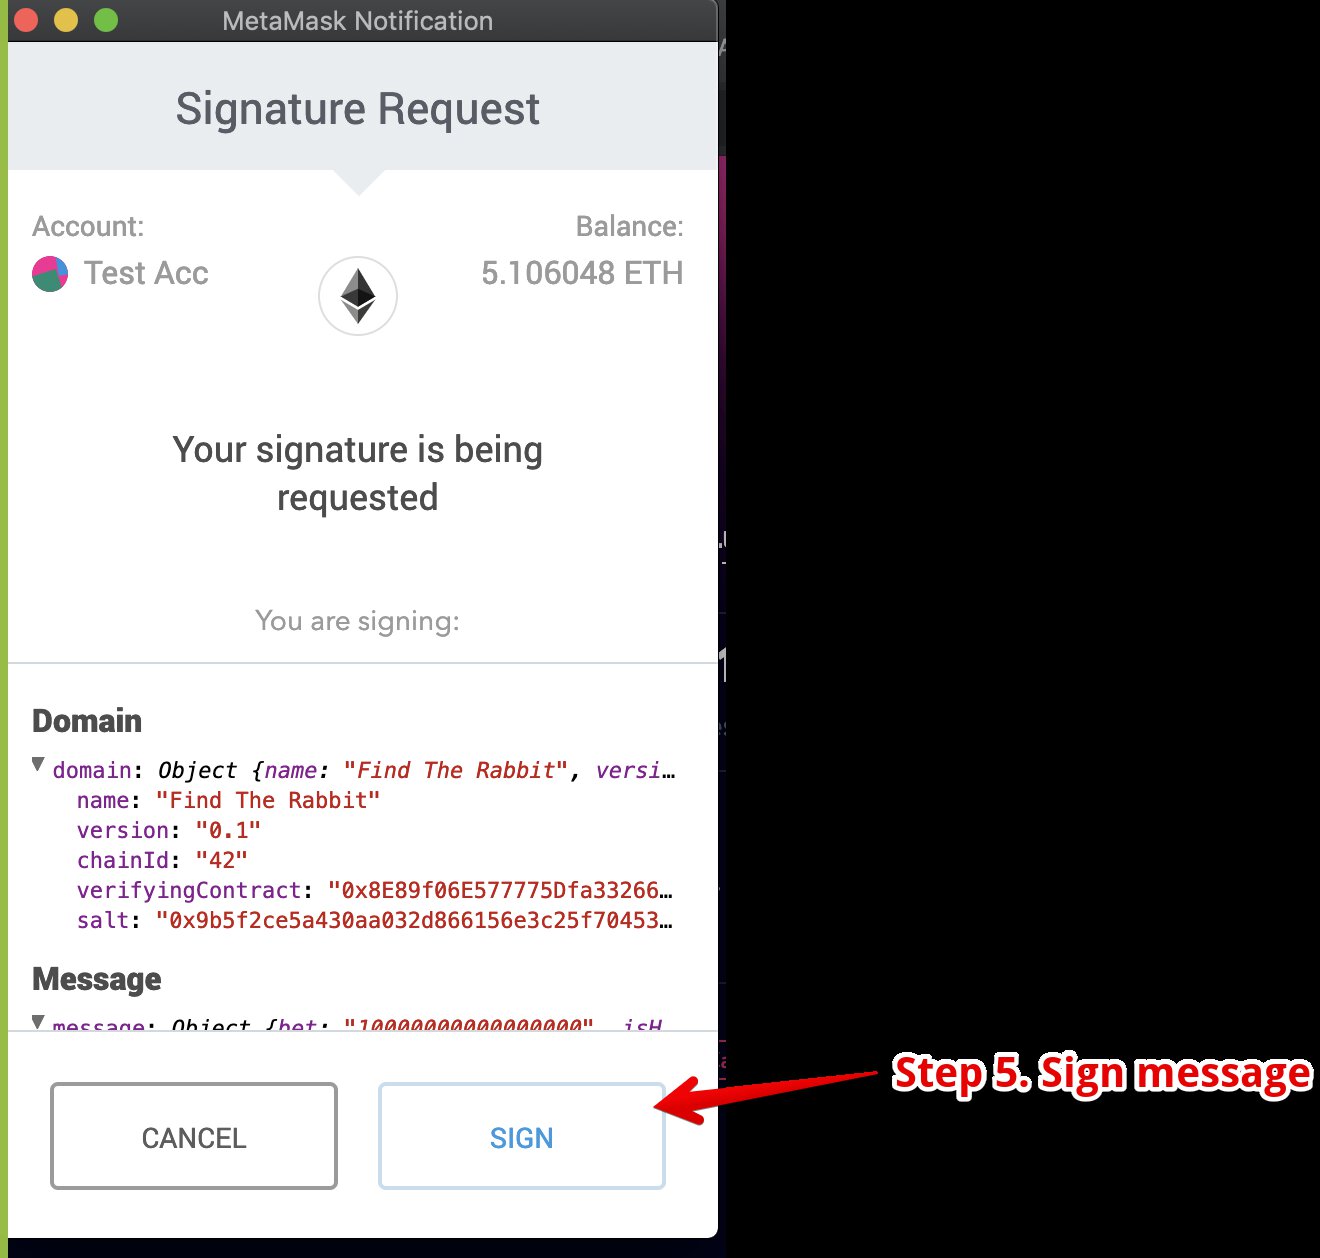 MetaMask Notification
Signature Request
Account:
Balance:
Test Acc
5.106048 ETH
Your signature is being
requested
You are signing:
Domain
domain: Object {name: "Find The Rabbit", versi…
name: "Find The Rabbit"
version: "0.1"
chainId: "42"
verifyingContract: "0x8E89f06E577775Dfa33266…
salt: "0x9b5f2ce5a430aa032d866156e3c25f70453…
Message
message: Object {bet: "10000000000000000", isH
CANCEL
SIGN
Step 5. Sign message